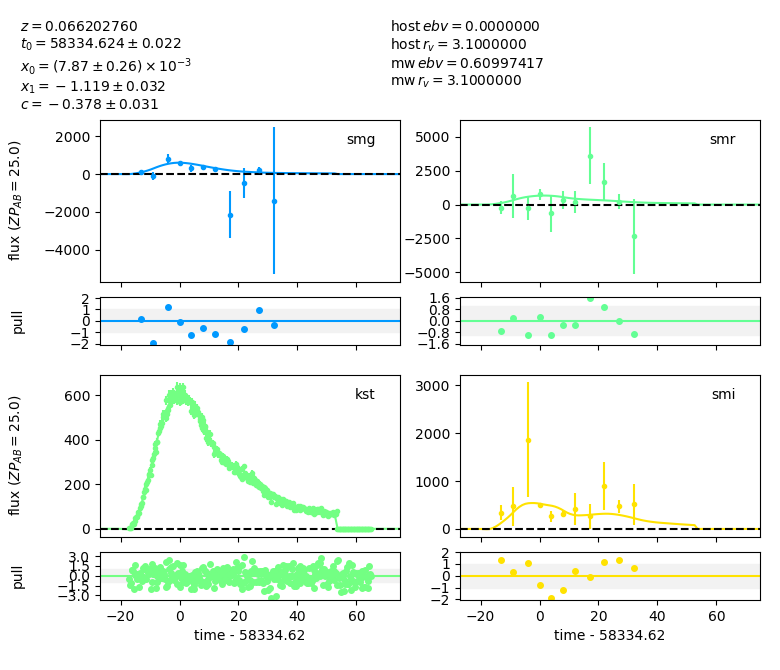 z = 0.066202760
t₀ = 58334.624 ± 0.022
x₀ = (7.87 ± 0.26) × 10⁻³
x₁ = −1.119 ± 0.032
c = −0.378 ± 0.031
host ebv = 0.0000000
host r_v = 3.1000000
mw ebv = 0.60997417
mw r_v = 3.1000000
flux (ZP_AB = 25.0)
2000
0
−2000
−4000
smg
5000
2500
0
−2500
−5000
smr
pull
2
1
0
−1
−2
1.6
0.8
0.0
−0.8
−1.6
flux (ZP_AB = 25.0)
600
400
200
0
kst
3000
2000
1000
0
smi
pull
3.0
1.5
0.0
−1.5
−3.0
2
1
0
−1
−2
−20 0 20 40 60
−20 0 20 40 60
time - 58334.62
time - 58334.62